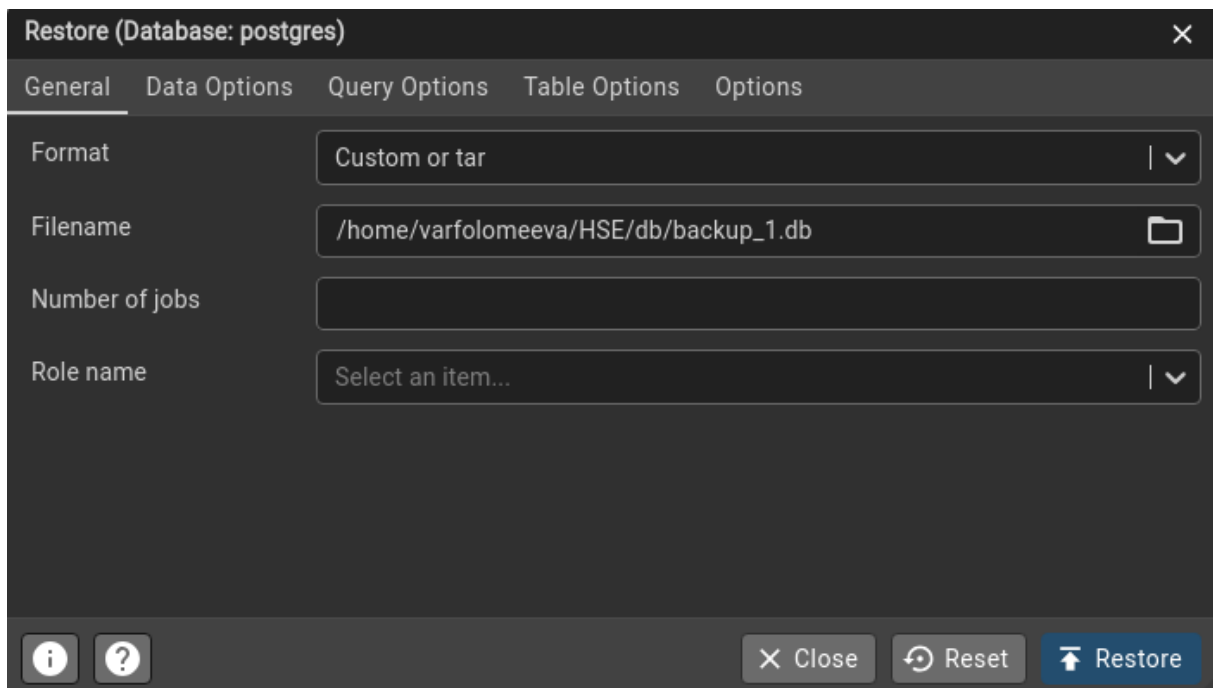 Restore (Database: postgres)
General Data Options Query Options Table Options Options
Format Custom or tar
Filename /home/varfolomeeva/HSE/db/backup_1.db
Number of jobs
Role name Select an item...
Close Reset Restore